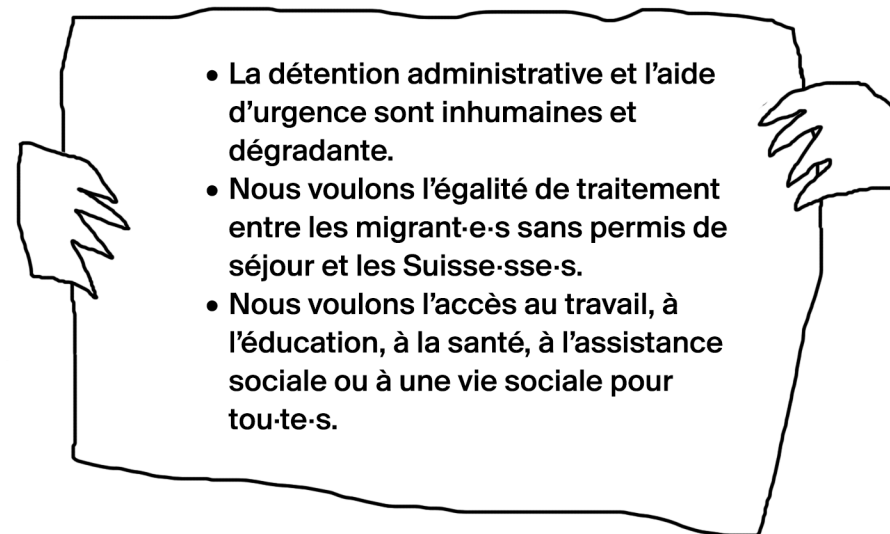 • La détention administrative et l’aide
d’urgence sont inhumaines et
dégradante.
• Nous voulons l’égalité de traitement
entre les migrant·e·s sans permis de
séjour et les Suisse·sse·s.
• Nous voulons l’accès au travail, à
l’éducation, à la santé, à l’assistance
sociale ou à une vie sociale pour
tou·te·s.